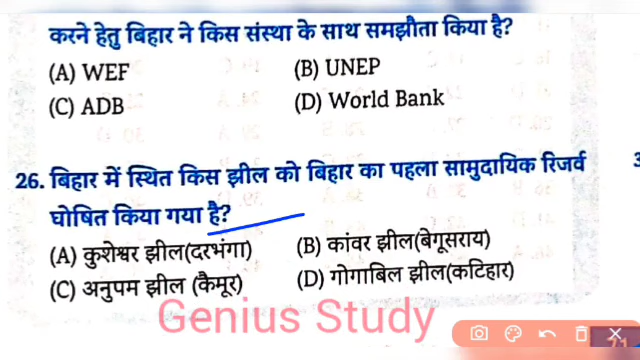 करने हेतु बिहार ने किस संस्था के साथ समझौता किया है?
(A) WEF (B) UNEP
(C) ADB (D) World Bank
26. बिहार में स्थित किस झील को बिहार का पहला सामुदायिक रिजर्व
घोषित किया गया है?
(A) कुशेश्वर झील(दरभंगा) (B) कांवर झील(बेगूसराय)
(C) अनुपम झील (कैमूर) (D) गोगाबिल झील(कटिहार)
Genius Study